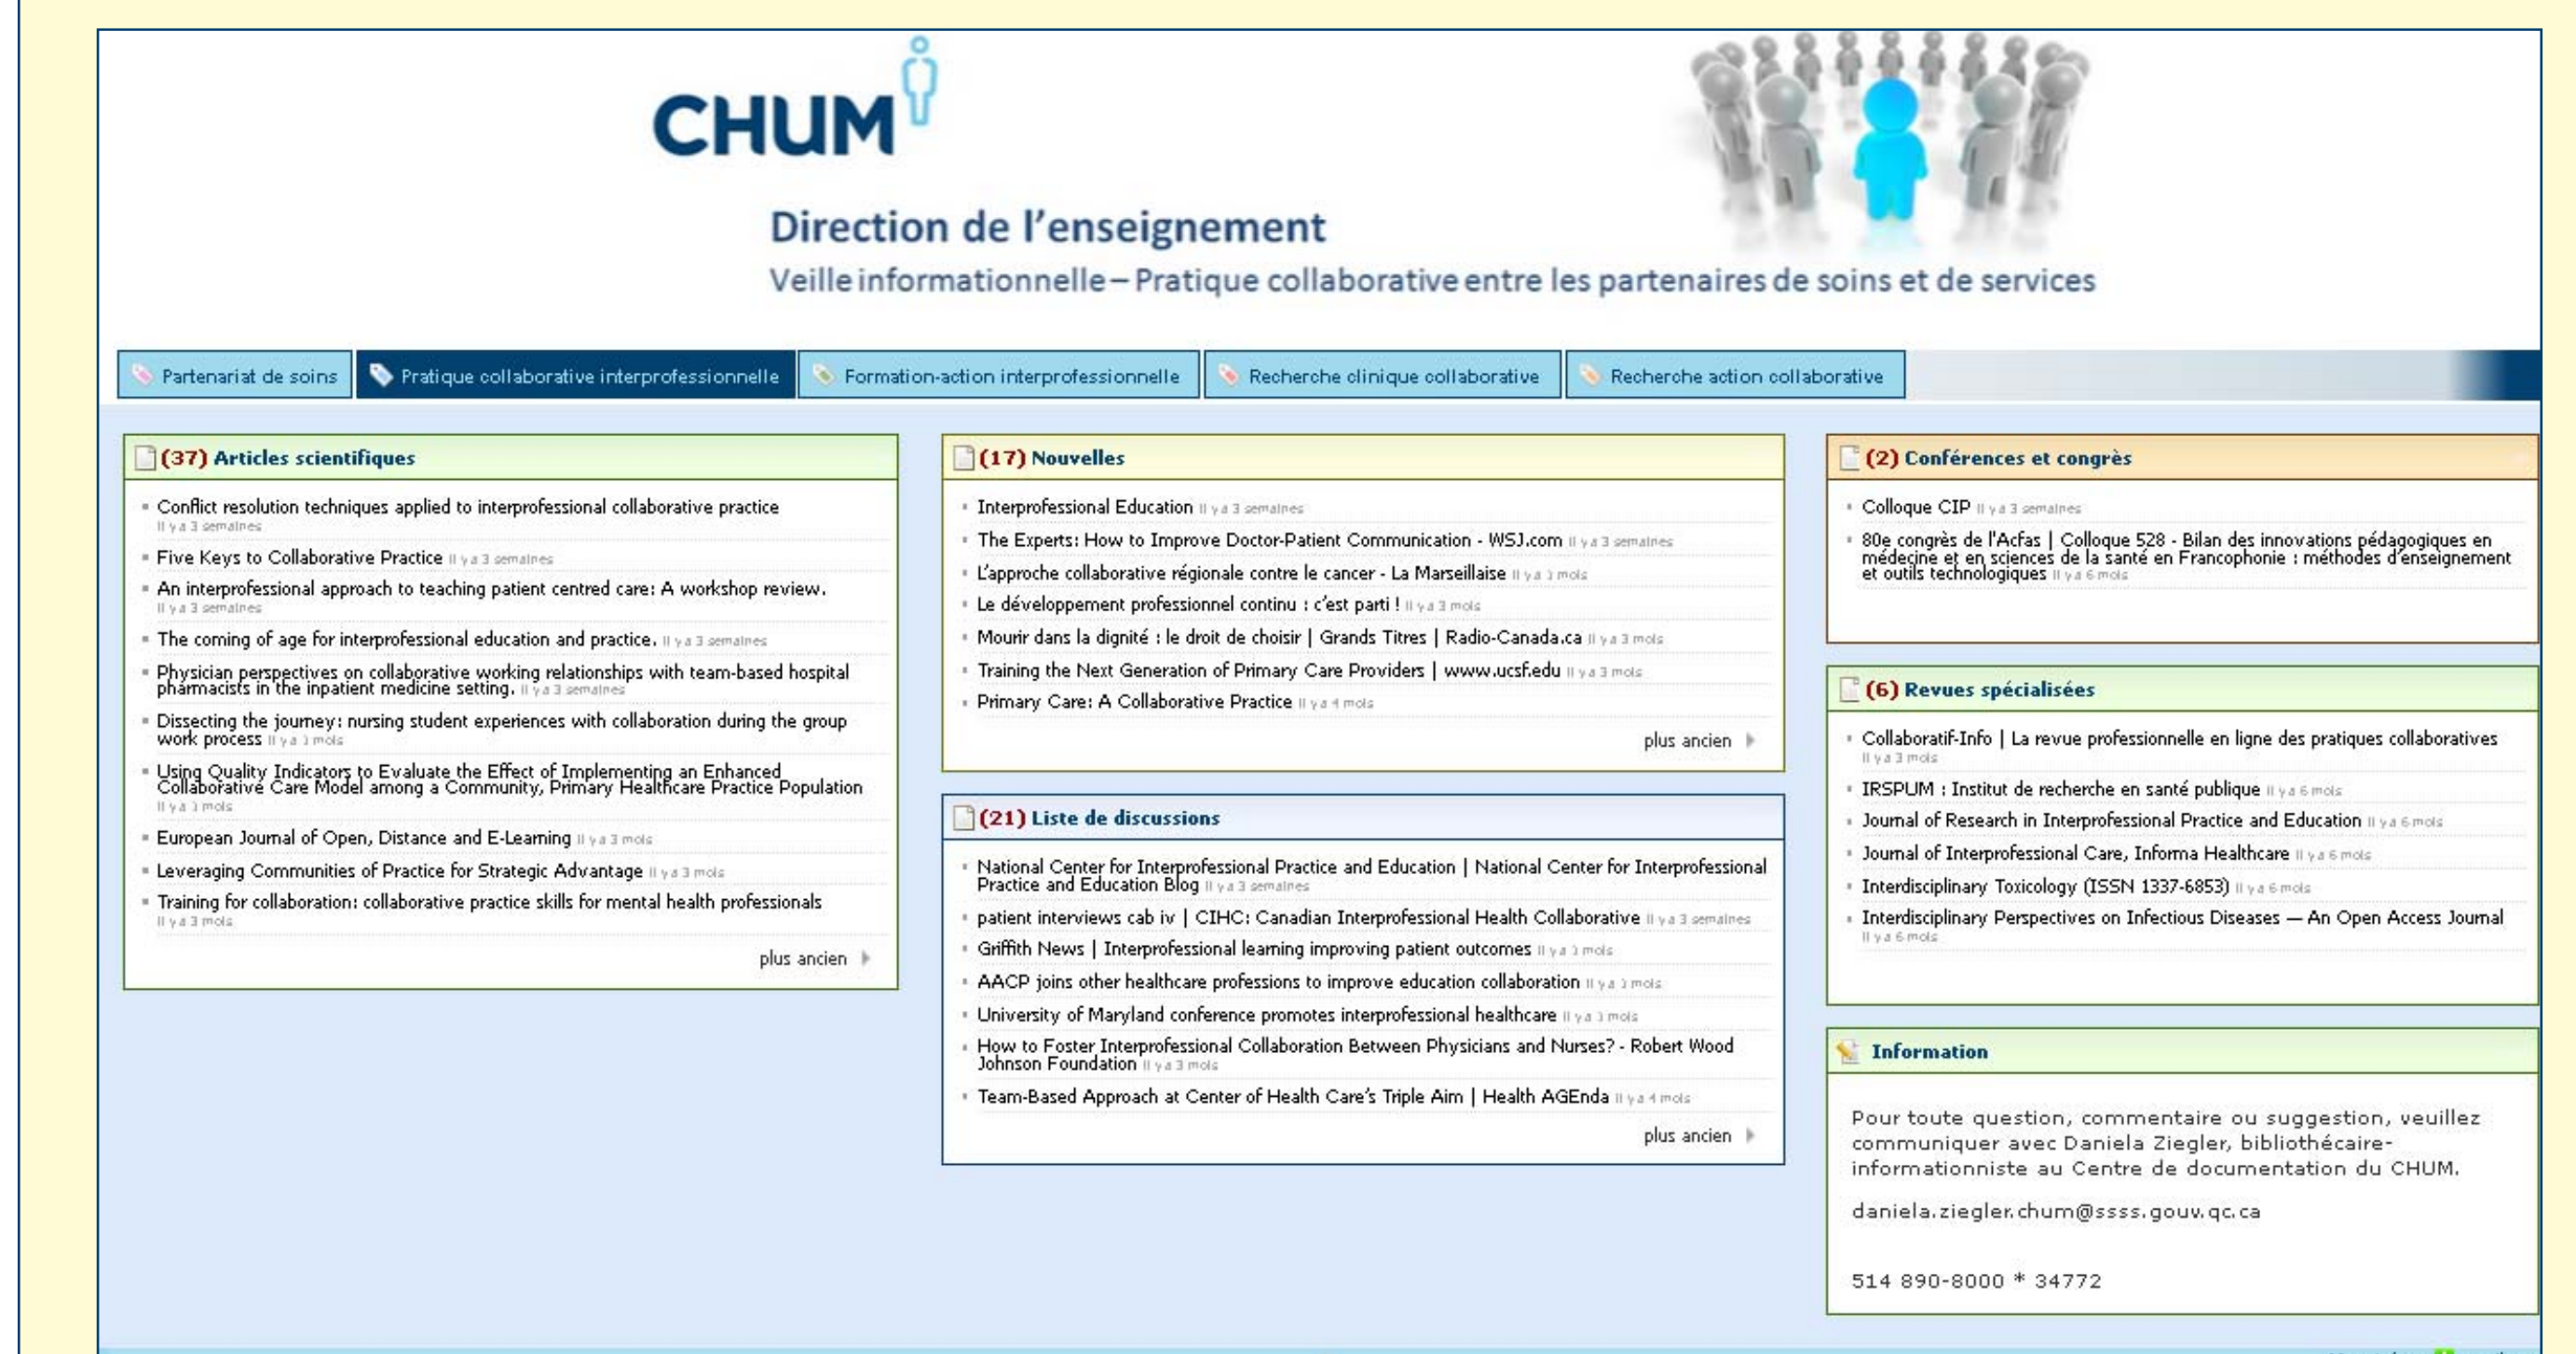 CHUM
Direction de l'enseignement
Veille informationnelle – Pratique collaborative entre les partenaires de soins et de services
Partenariat de soins
Pratique collaborative interprofessionnelle
Formation-action interprofessionnelle
Recherche clinique collaborative
Recherche action collaborative
(37) Articles scientifiques
Conflict resolution techniques applied to interprofessional collaborative practice
Il y a 3 semaines
Five Keys to Collaborative Practice Il y a 3 semaines
An interprofessional approach to teaching patient centred care: A workshop review.
Il y a 3 semaines
The coming of age for interprofessional education and practice. Il y a 3 semaines
Physician perspectives on collaborative working relationships with team-based hospital
pharmacists in the inpatient medicine setting. Il y a 3 semaines
Dissecting the journey: nursing student experiences with collaboration during the group
work process Il y a mois
Using Quality Indicators to Evaluate the Effect of Implementing an Enhanced
Collaborative Care Model among a Community, Primary Healthcare Practice Population
Il y a mois
European Journal of Open, Distance and E-Learning Il y a 3 mois
Leveraging Communities of Practice for Strategic Advantage Il y a 3 mois
Training for collaboration: collaborative practice skills for mental health professionals
Il y a 3 mois
plus ancien
(17) Nouvelles
Interprofessional Education Il y a 3 semaines
The Experts: How to Improve Doctor-Patient Communication - WSJ.com Il y a 3 semaines
L'approche collaborative régionale contre le cancer - La Marseillaise Il y a mois
Le développement professionnel continu : c'est parti ! Il y a 3 mois
Mourir dans la dignité : le droit de choisir | Grands Titres | Radio-Canada.ca Il y a 3 mois
Training the Next Generation of Primary Care Providers | www.ucsf.edu Il y a 3 mois
Primary Care: A Collaborative Practice Il y a 4 mois
plus ancien
(21) Liste de discussions
National Center for Interprofessional Practice and Education | National Center for Interprofessional
Practice and Education Blog Il y a 3 semaines
patient interviews cab iv | CIHC: Canadian Interprofessional Health Collaborative Il y a 3 semaines
Griffith News | Interprofessional learning improving patient outcomes Il y a mois
AACP joins other healthcare professions to improve education collaboration Il y a mois
University of Maryland conference promotes interprofessional healthcare Il y a mois
How to Foster Interprofessional Collaboration Between Physicians and Nurses? - Robert Wood
Johnson Foundation Il y a 3 mois
Team-Based Approach at Center of Health Care's Triple Aim | Health AGEnda Il y a 4 mois
plus ancien
(2) Conférences et congrès
Colloque CIP Il y a 3 semaines
80e congrès de l'Acfas | Colloque 528 - Bilan des innovations pédagogiques en
médecine et en sciences de la santé en Francophonie : méthodes d'enseignement
et outils technologiques Il y a 6 mois
(6) Revues spécialisées
Collaboratif-Info | La revue professionnelle en ligne des pratiques collaboratives
Il y a 3 mois
IRSPUM : Institut de recherche en santé publique Il y a 6 mois
Journal of Research in Interprofessional Practice and Education Il y a 6 mois
Journal of Interprofessional Care, Informa Healthcare Il y a 6 mois
Interdisciplinary Toxicology (ISSN 1337-6853) Il y a 6 mois
Interdisciplinary Perspectives on Infectious Diseases — An Open Access Journal
Il y a 6 mois
Information
Pour toute question, commentaire ou suggestion, veuillez
communiquer avec Daniela Ziegler, bibliothécaire-
informationniste au Centre de documentation du CHUM.
daniela.ziegler.chum@ssss.gouv.qc.ca
514 890-8000 * 34772